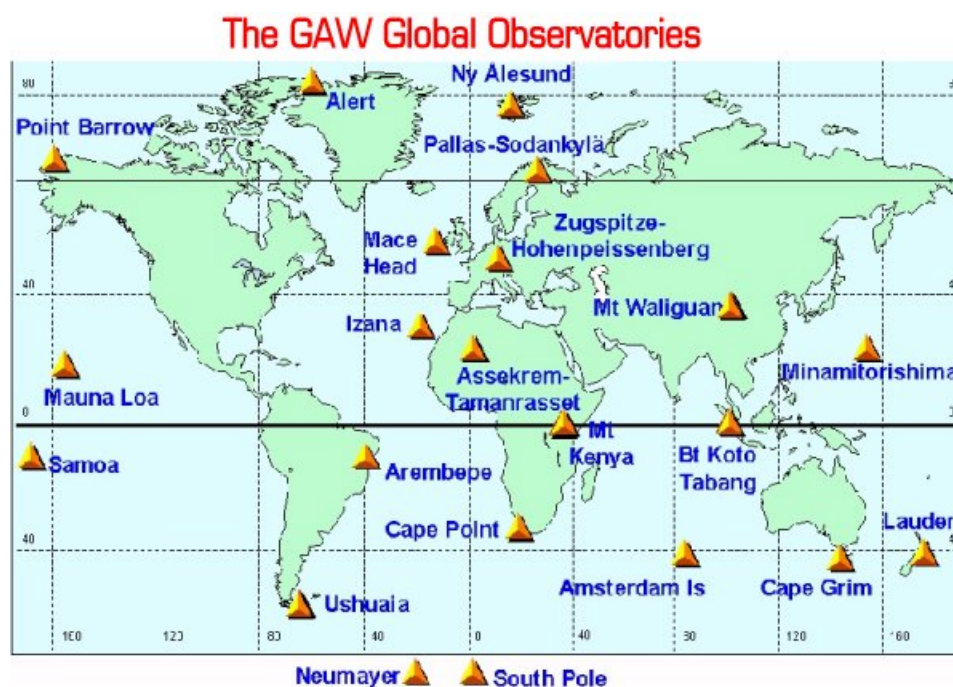 The GAW Global Observatories
Ny Alesund
80
Alert
Point Barrow
Pallas-Sodankylä
Zugspitze-
Hohenpeissenberg
Mace
Head
40
Mt Waliguan
Izana
Minamitorishima
Mauna Loa
Assekrem-
Tamanrasset
0
Mt
Kenya
Bt Koto
Tabang
Samoa
Arembepe
Cape Point
Lauder
40
Amsterdam Is
Cape Grim
Ushuaia
160 120 80 40 0 40 80 120 160
Neumayer
South Pole